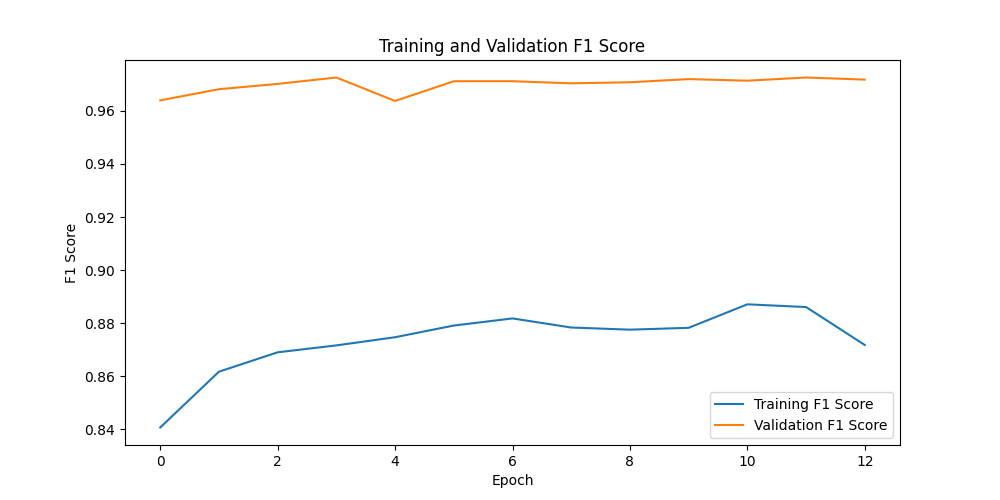 Training and Validation F1 Score
F1 Score
0.96
0.94
0.92
0.90
0.88
0.86
0.84
0 2 4 6 8 10 12
Epoch
Training F1 Score
Validation F1 Score